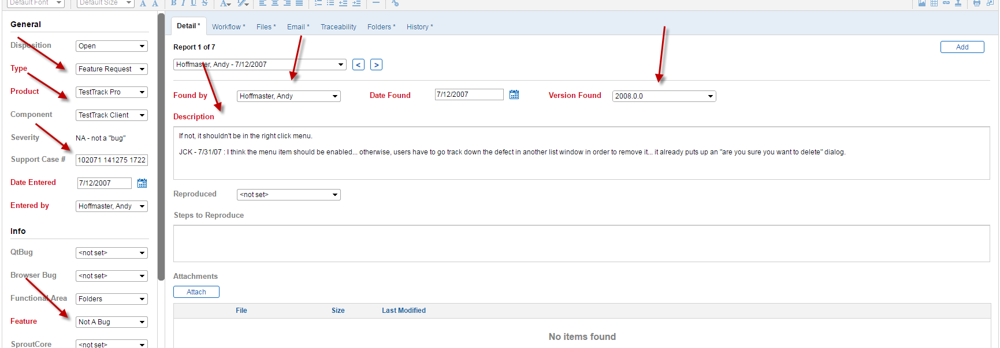 Default Font
Default Size
A A B I U S A
General
Disposition
Open
Type
Feature Request
Product
TestTrack Pro
Component
TestTrack Client
Severity
NA - not a "bug"
Support Case #
102071 141275 1722
Date Entered
7/12/2007
Entered by
Hoffmaster, Andy
Info
QtBug
<not set>
Browser Bug
<not set>
Functional Area
Folders
Feature
Not A Bug
SproutCore
<not set>
Detail * Workflow * Files * Email * Traceability Folders * History *
Report 1 of 7
Add
Hoffmaster, Andy - 7/12/2007
< >
Found by
Hoffmaster, Andy
Date Found
7/12/2007
Version Found
2008.0.0
Description
If not, it shouldn't be in the right click menu.
JCK - 7/31/07 : I think the menu item should be enabled... otherwise, users have to go track down the defect in another list window in order to remove it... it already puts up an "are you sure you want to delete" dialog.
Reproduced
<not set>
Steps to Reproduce
Attachments
Attach
File Size Last Modified
No items found